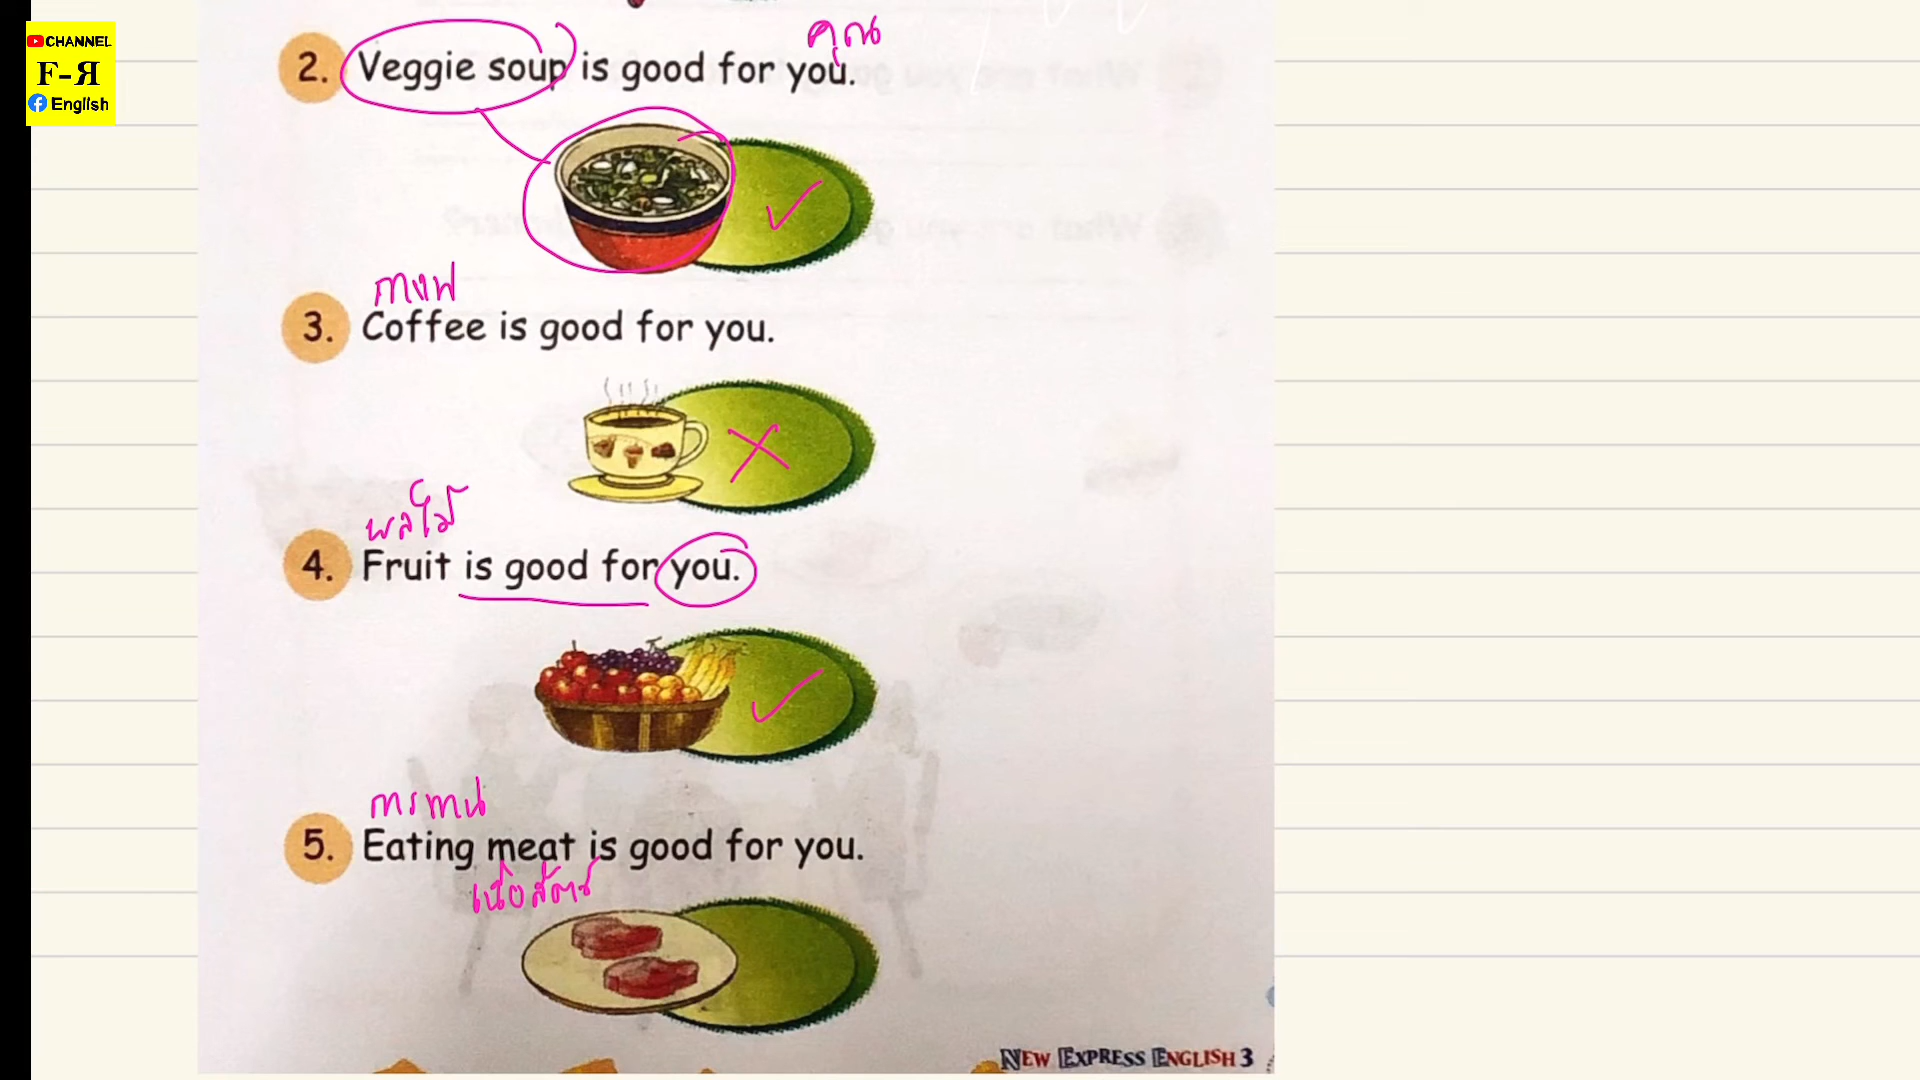 CHANNEL
F-Я
English
คุณ
2. Veggie soup is good for you.
กาแฟ
3. Coffee is good for you.
ผลไม้
4. Fruit is good for you.
การทาน
5. Eating meat is good for you.
เนื้อสัตว์
NEW EXPRESS ENGLISH 3